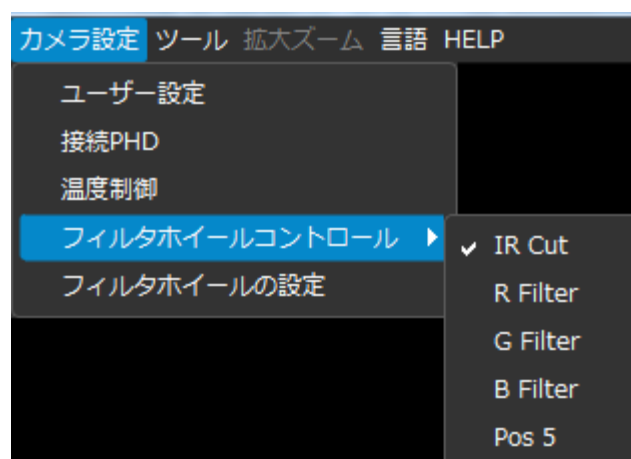 カメラ設定 ツール 拡大ズーム 言語 HELP
ユーザー設定
接続PHD
温度制御
フィルタホイールコントロール
フィルタホイールの設定
IR Cut
R Filter
G Filter
B Filter
Pos 5